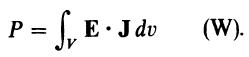 P = ∫_V E · J dv (W).